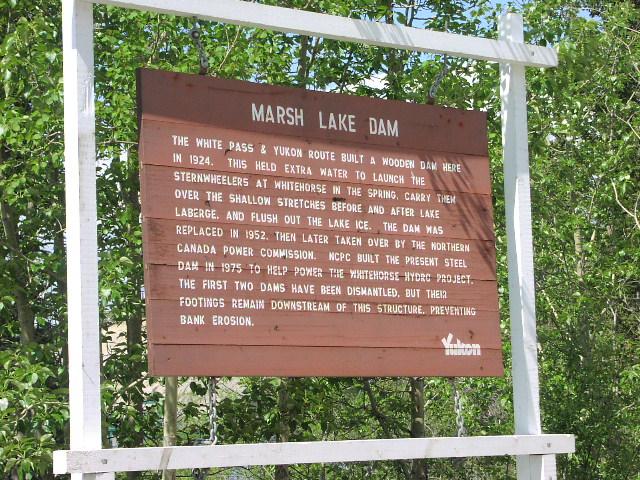 MARSH LAKE DAM
THE WHITE PASS & YUKON ROUTE BUILT A WOODEN DAM HERE
IN 1924. THIS HELD EXTRA WATER TO LAUNCH THE
STERNWHEELERS AT WHITEHORSE IN THE SPRING, CARRY THEM
OVER THE SHALLOW STRETCHES BEFORE AND AFTER LAKE
LABERGE, AND FLUSH OUT THE LAKE ICE. THE DAM WAS
REPLACED IN 1952, THEN LATER TAKEN OVER BY THE NORTHERN
CANADA POWER COMMISSION. NCPC BUILT THE PRESENT STEEL
DAM IN 1975 TO HELP POWER THE WHITEHORSE HYDRO PROJECT.
THE FIRST TWO DAMS HAVE BEEN DISMANTLED, BUT THEIR
FOOTINGS REMAIN DOWNSTREAM OF THIS STRUCTURE, PREVENTING
BANK EROSION.
Yukon